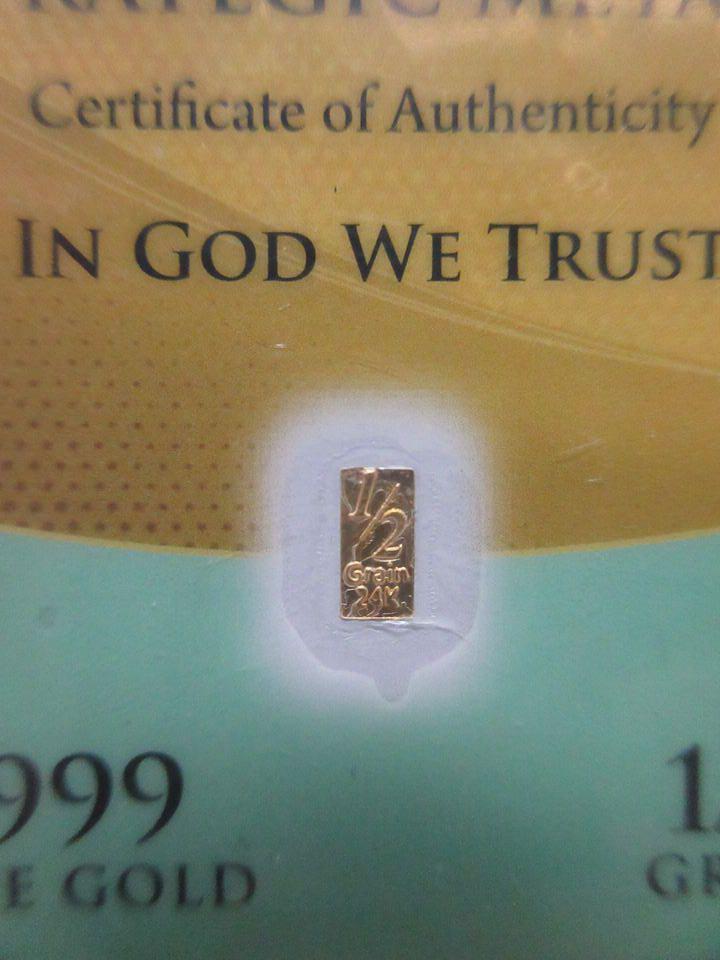 Certificate of Authenticity
IN GOD WE TRUST
1/2
Grain
24K
999
GOLD